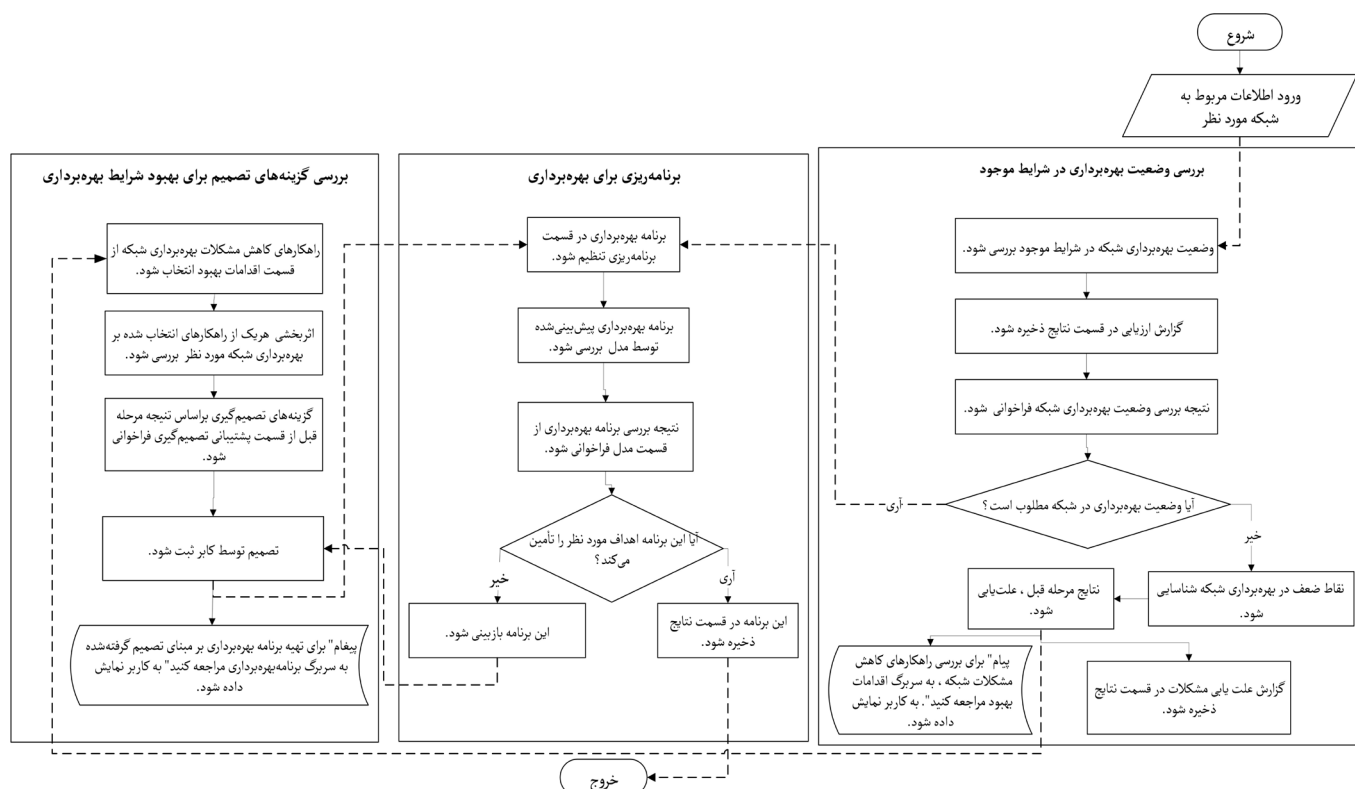 شروع
ورود اطلاعات مربوط به
شبکه مورد نظر
بررسی وضعیت بهره‌برداری در شرایط موجود
وضعیت بهره‌برداری شبکه در شرایط موجود بررسی شود.
گزارش ارزیابی در قسمت نتایج ذخیره شود.
نتیجه بررسی وضعیت بهره‌برداری شبکه فراخوانی شود.
آیا وضعیت بهره‌برداری در شبکه مطلوب است؟
آری
خیر
نقاط ضعف در بهره‌برداری شبکه شناسایی
شود.
نتایج مرحله قبل ، علت‌یابی
شود.
گزارش علت یابی مشکلات در قسمت نتایج
ذخیره شود.
پیام" برای بررسی راهکارهای کاهش
مشکلات شبکه ، به سربرگ اقدامات
بهبود مراجعه کنید". به کاربر نمایش
داده شود.
برنامه‌ریزی برای بهره‌برداری
برنامه بهره‌برداری در قسمت
برنامه‌ریزی تنظیم شود.
برنامه بهره‌برداری پیش‌بینی‌شده
توسط مدل بررسی شود.
نتیجه بررسی برنامه بهره‌برداری از
قسمت مدل فراخوانی شود.
آیا این برنامه اهداف مورد نظر را تأمین
می‌کند؟
آری
خیر
این برنامه در قسمت نتایج
ذخیره شود.
این برنامه بازبینی شود.
بررسی گزینه‌های تصمیم برای بهبود شرایط بهره‌برداری
راهکارهای کاهش مشکلات بهره‌برداری شبکه از
قسمت اقدامات بهبود انتخاب شود.
اثربخشی هریک از راهکارهای انتخاب شده بر
بهره‌برداری شبکه مورد نظر بررسی شود.
گزینه‌های تصمیم‌گیری براساس تنیجه مرحله
قبل از قسمت پشتیبانی تصمیم‌گیری فراخوانی
شود.
تصمیم توسط کابر ثبت شود.
پیغام" برای تهیه برنامه بهره‌برداری بر مبنای تصمیم گرفته‌شده
به سربرگ برنامه‌بهره‌برداری مراجعه کنید" به کاربر نمایش
داده شود.
خروج